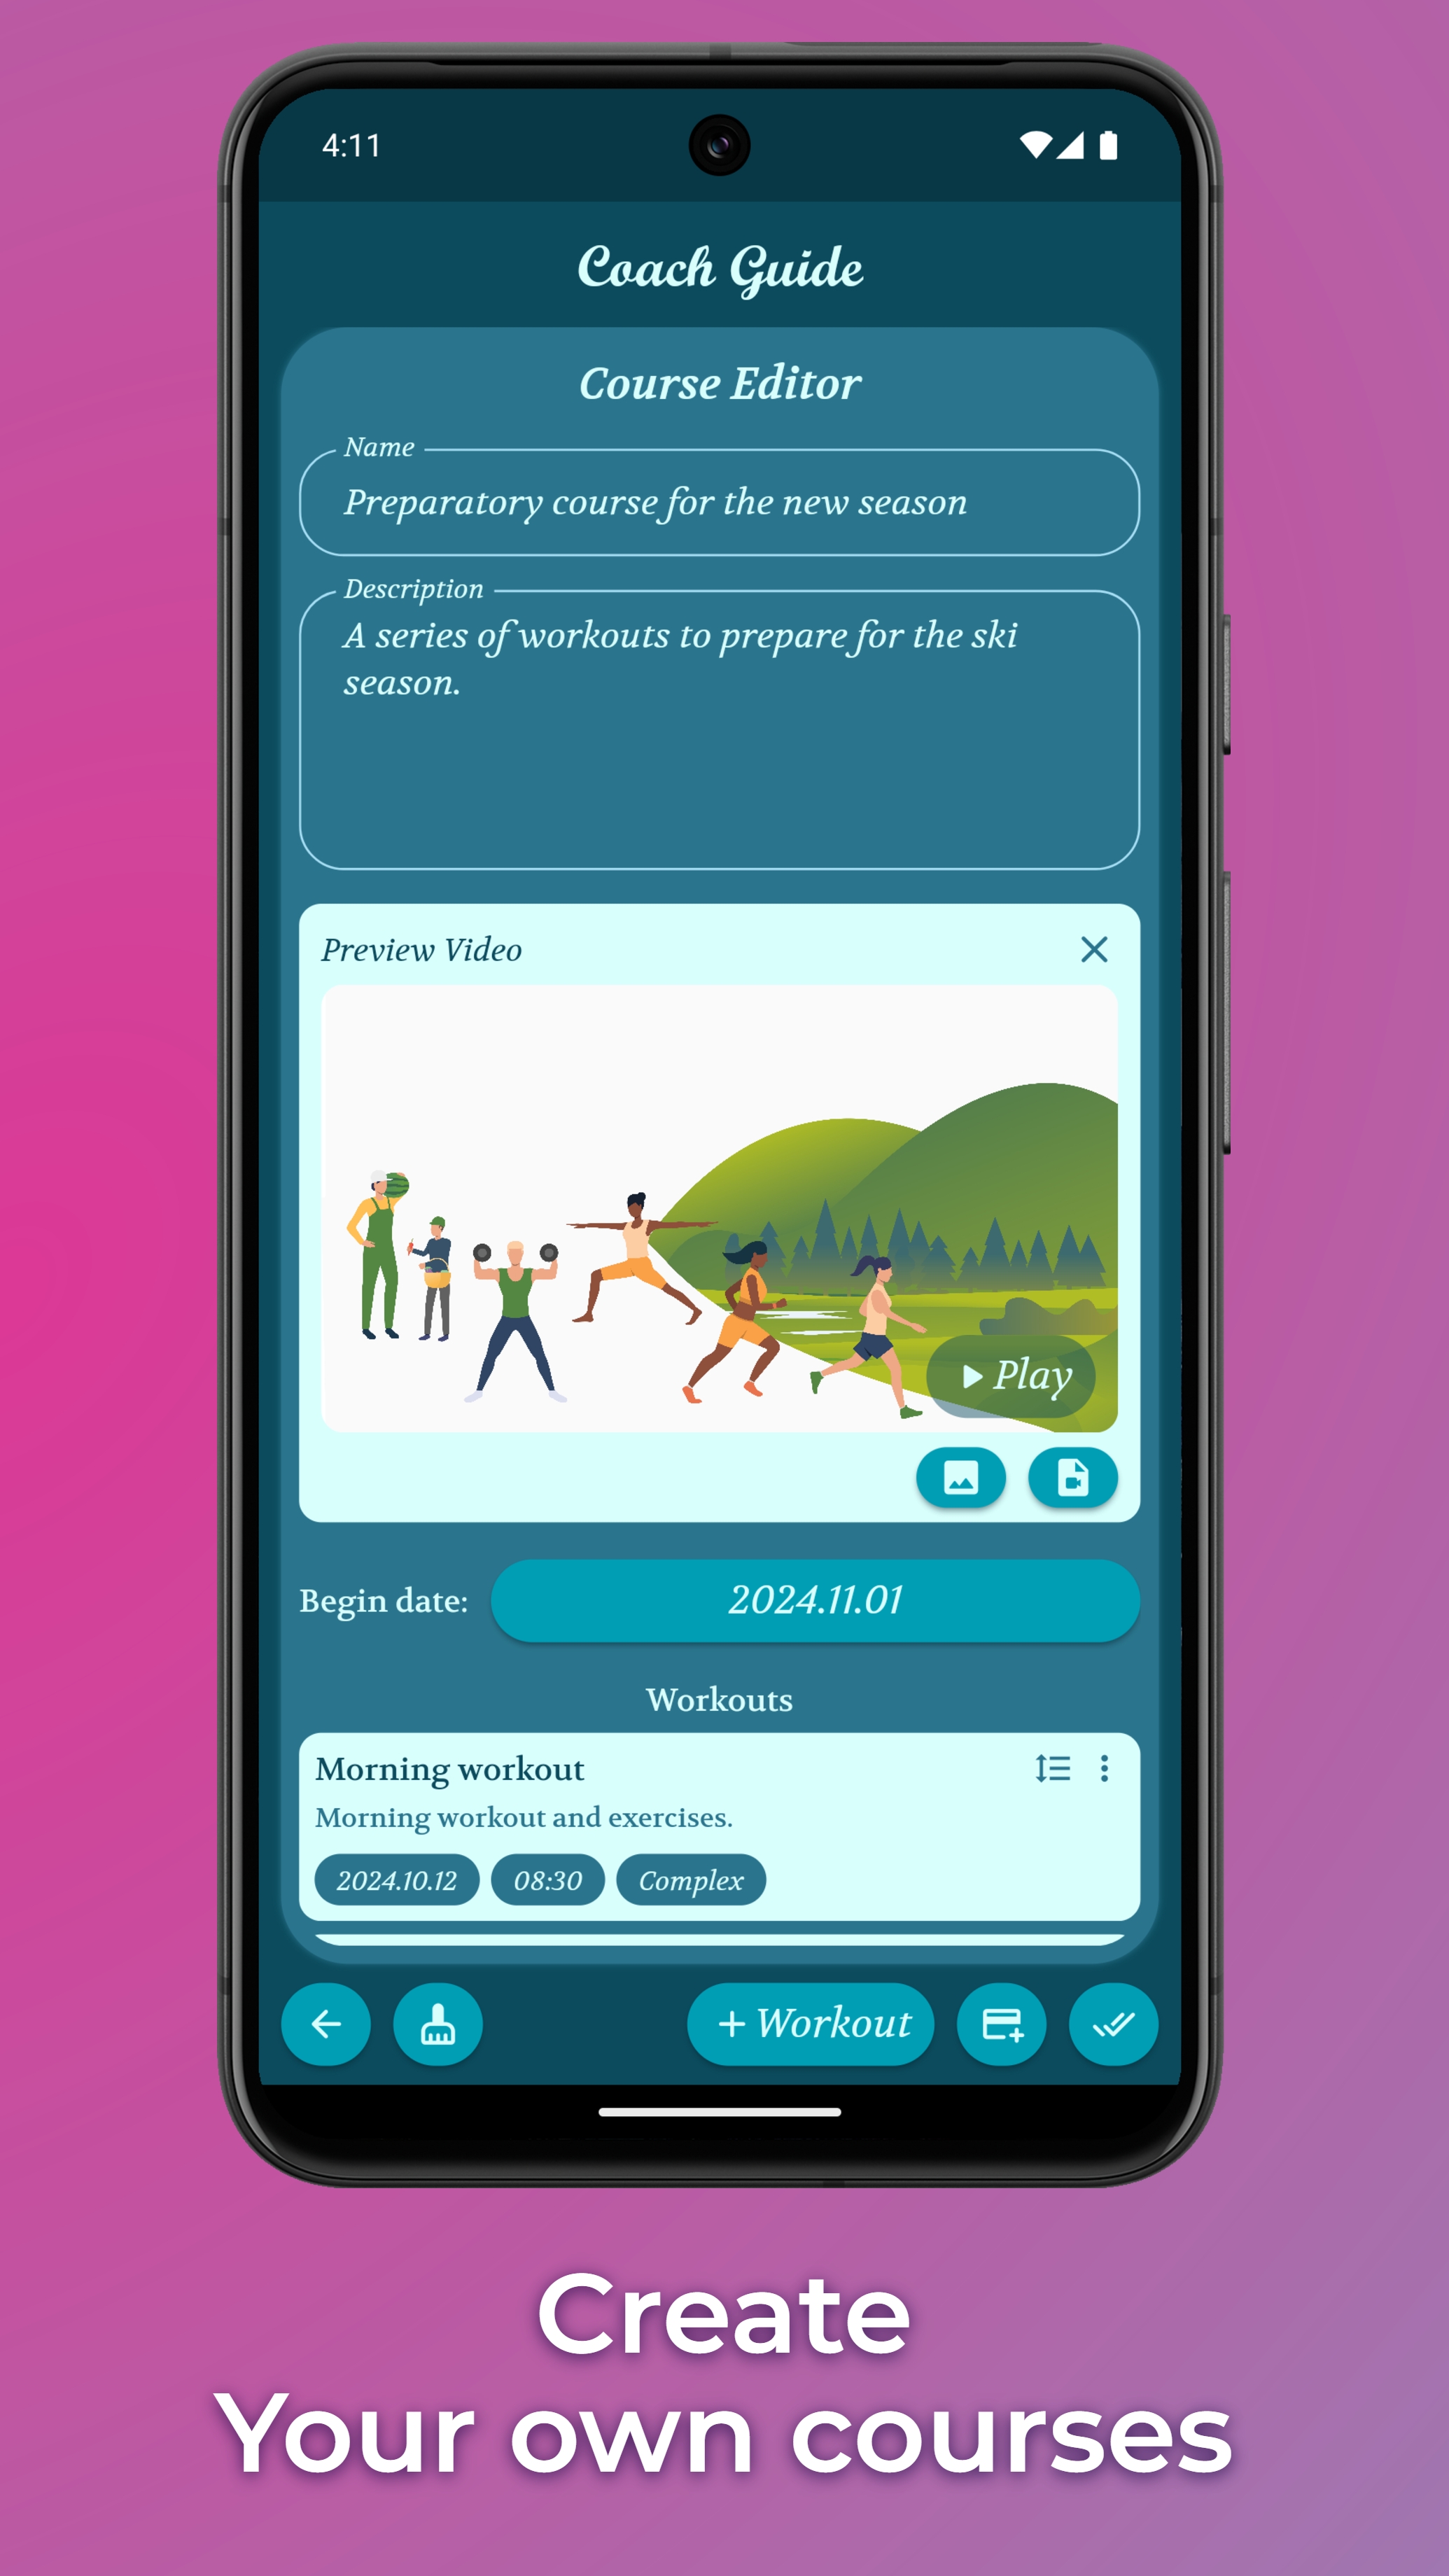 4:11
Coach Guide
Course Editor
Name
Preparatory course for the new season
Description
A series of workouts to prepare for the ski
season.
Preview Video
Play
Begin date:
2024.11.01
Workouts
Morning workout
Morning workout and exercises.
2024.10.12
08:30
Complex
+ Workout
Create
Your own courses